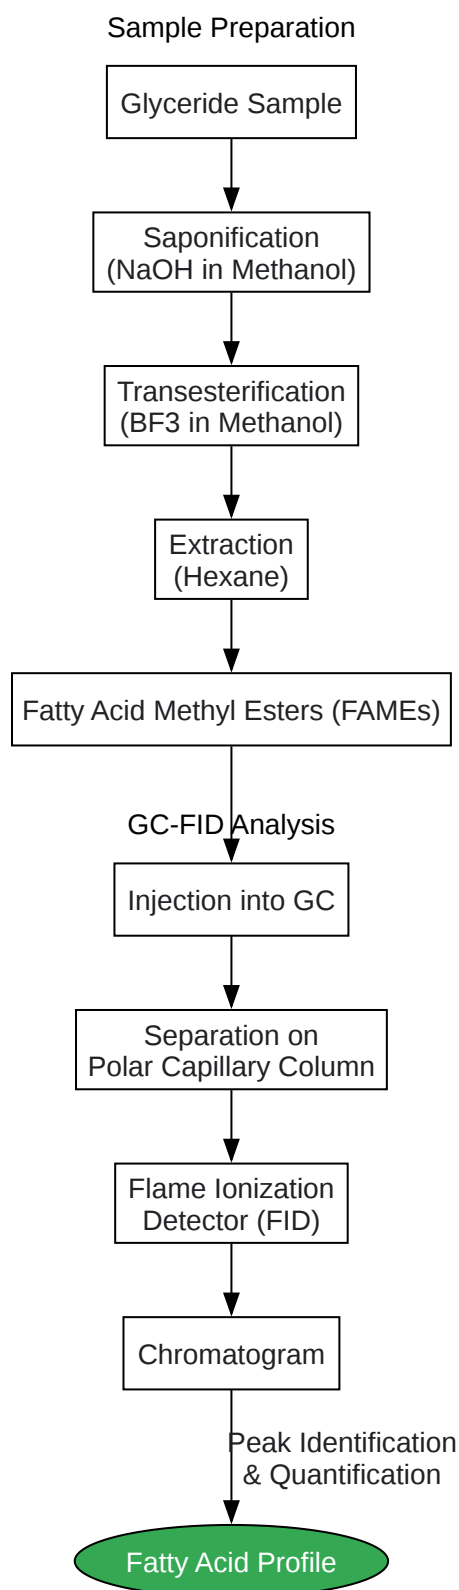 Sample Preparation
Glyceride Sample
Saponification
(NaOH in Methanol)
Transesterification
(BF3 in Methanol)
Extraction
(Hexane)
Fatty Acid Methyl Esters (FAMEs)
GC-FID Analysis
Injection into GC
Separation on
Polar Capillary Column
Flame Ionization
Detector (FID)
Chromatogram
Peak Identification
& Quantification
Fatty Acid Profile